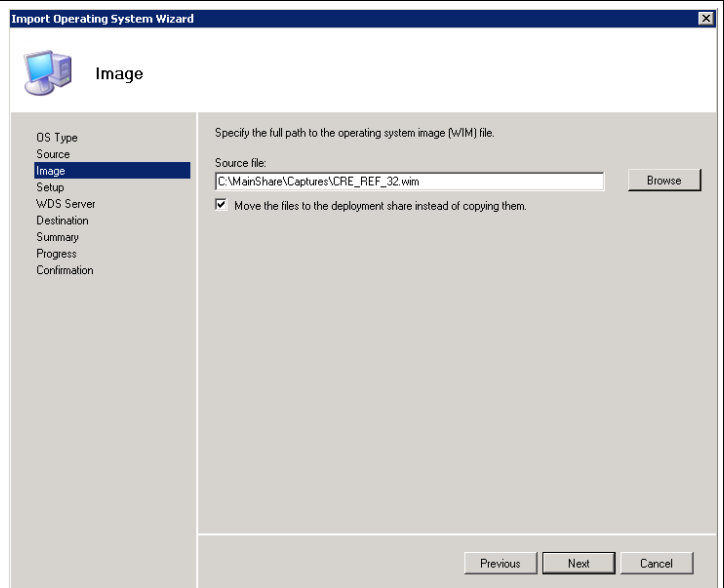 Import Operating System Wizard
Image
OS Type
Source
Image
Setup
WDS Server
Destination
Summary
Progress
Confirmation
Specify the full path to the operating system image (WIM) file.
Source file:
C:\MainShare\Captures\CRE_REF_32.wim
Browse
Move the files to the deployment share instead of copying them.
Previous
Next
Cancel